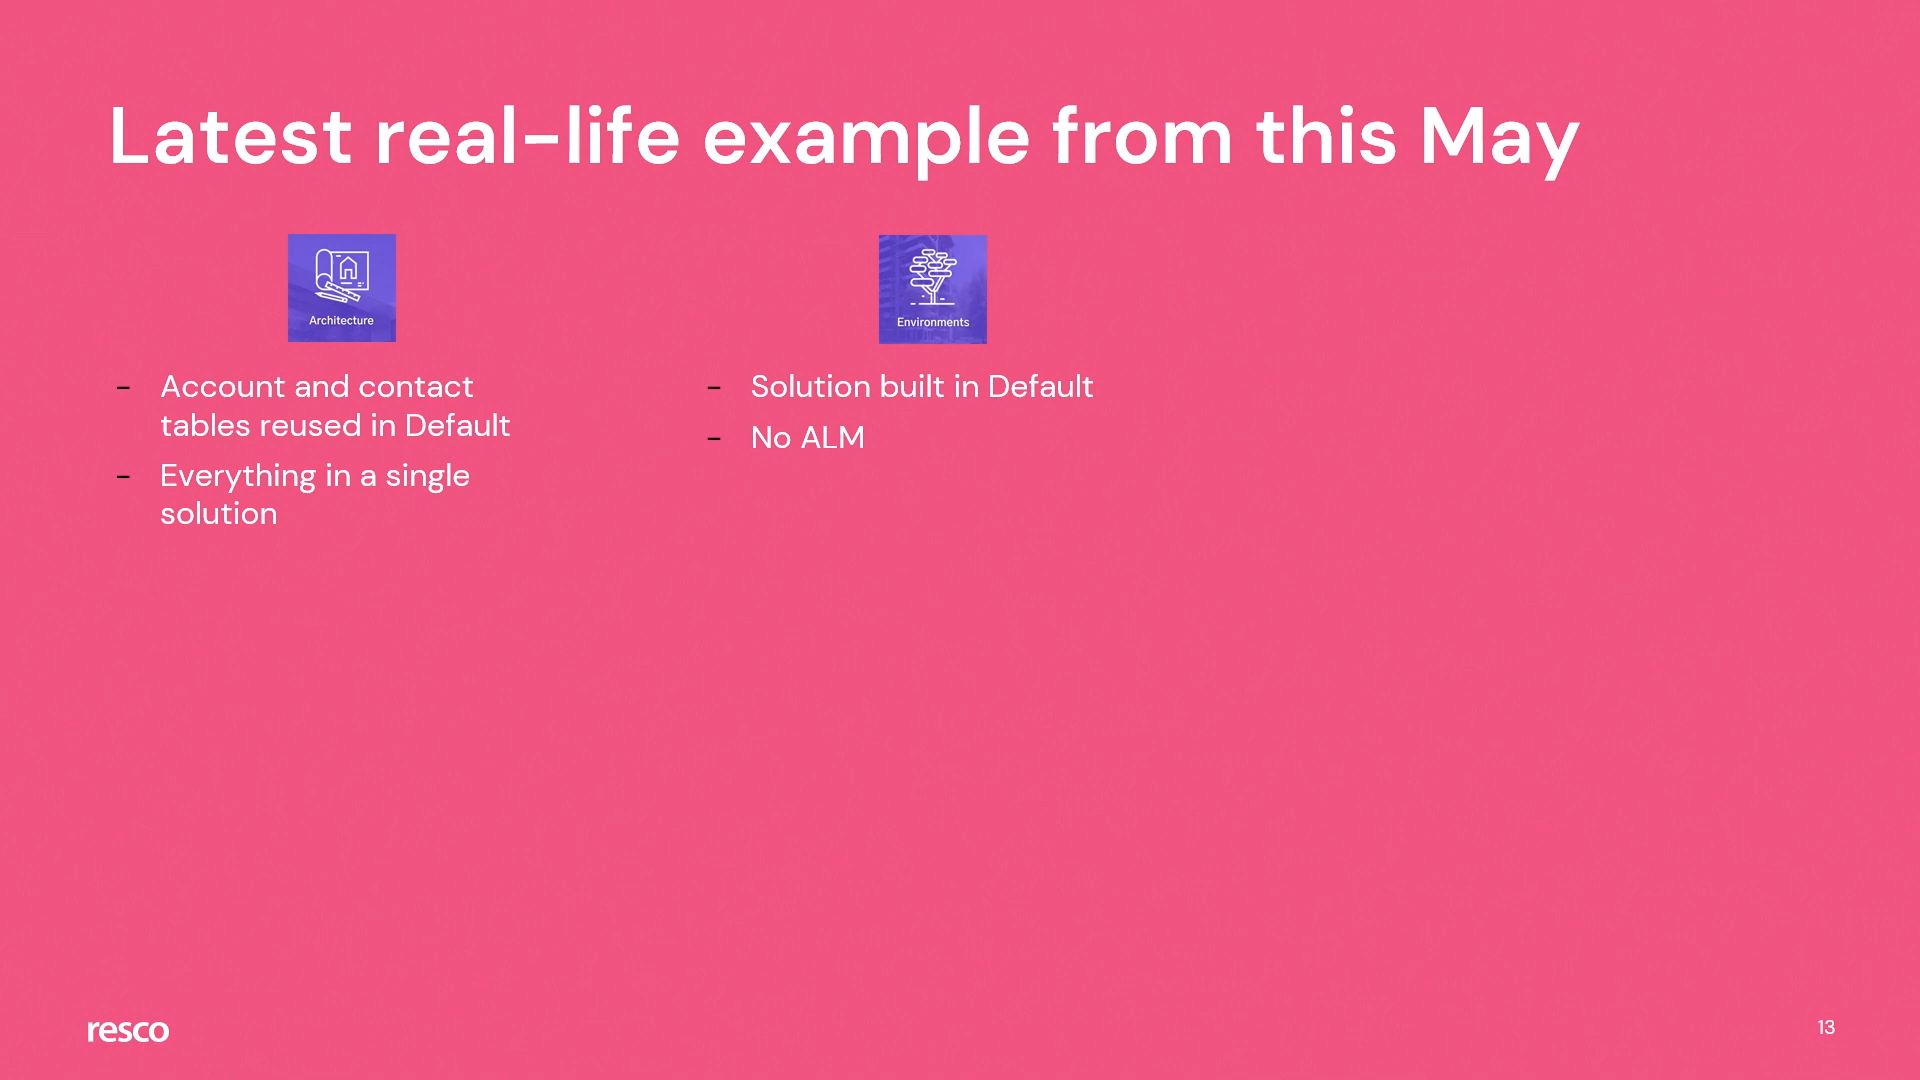 Latest real-life example from this May
Architecture
- Account and contact
tables reused in Default
- Everything in a single
solution
Environments
- Solution built in Default
- No ALM
resco
13